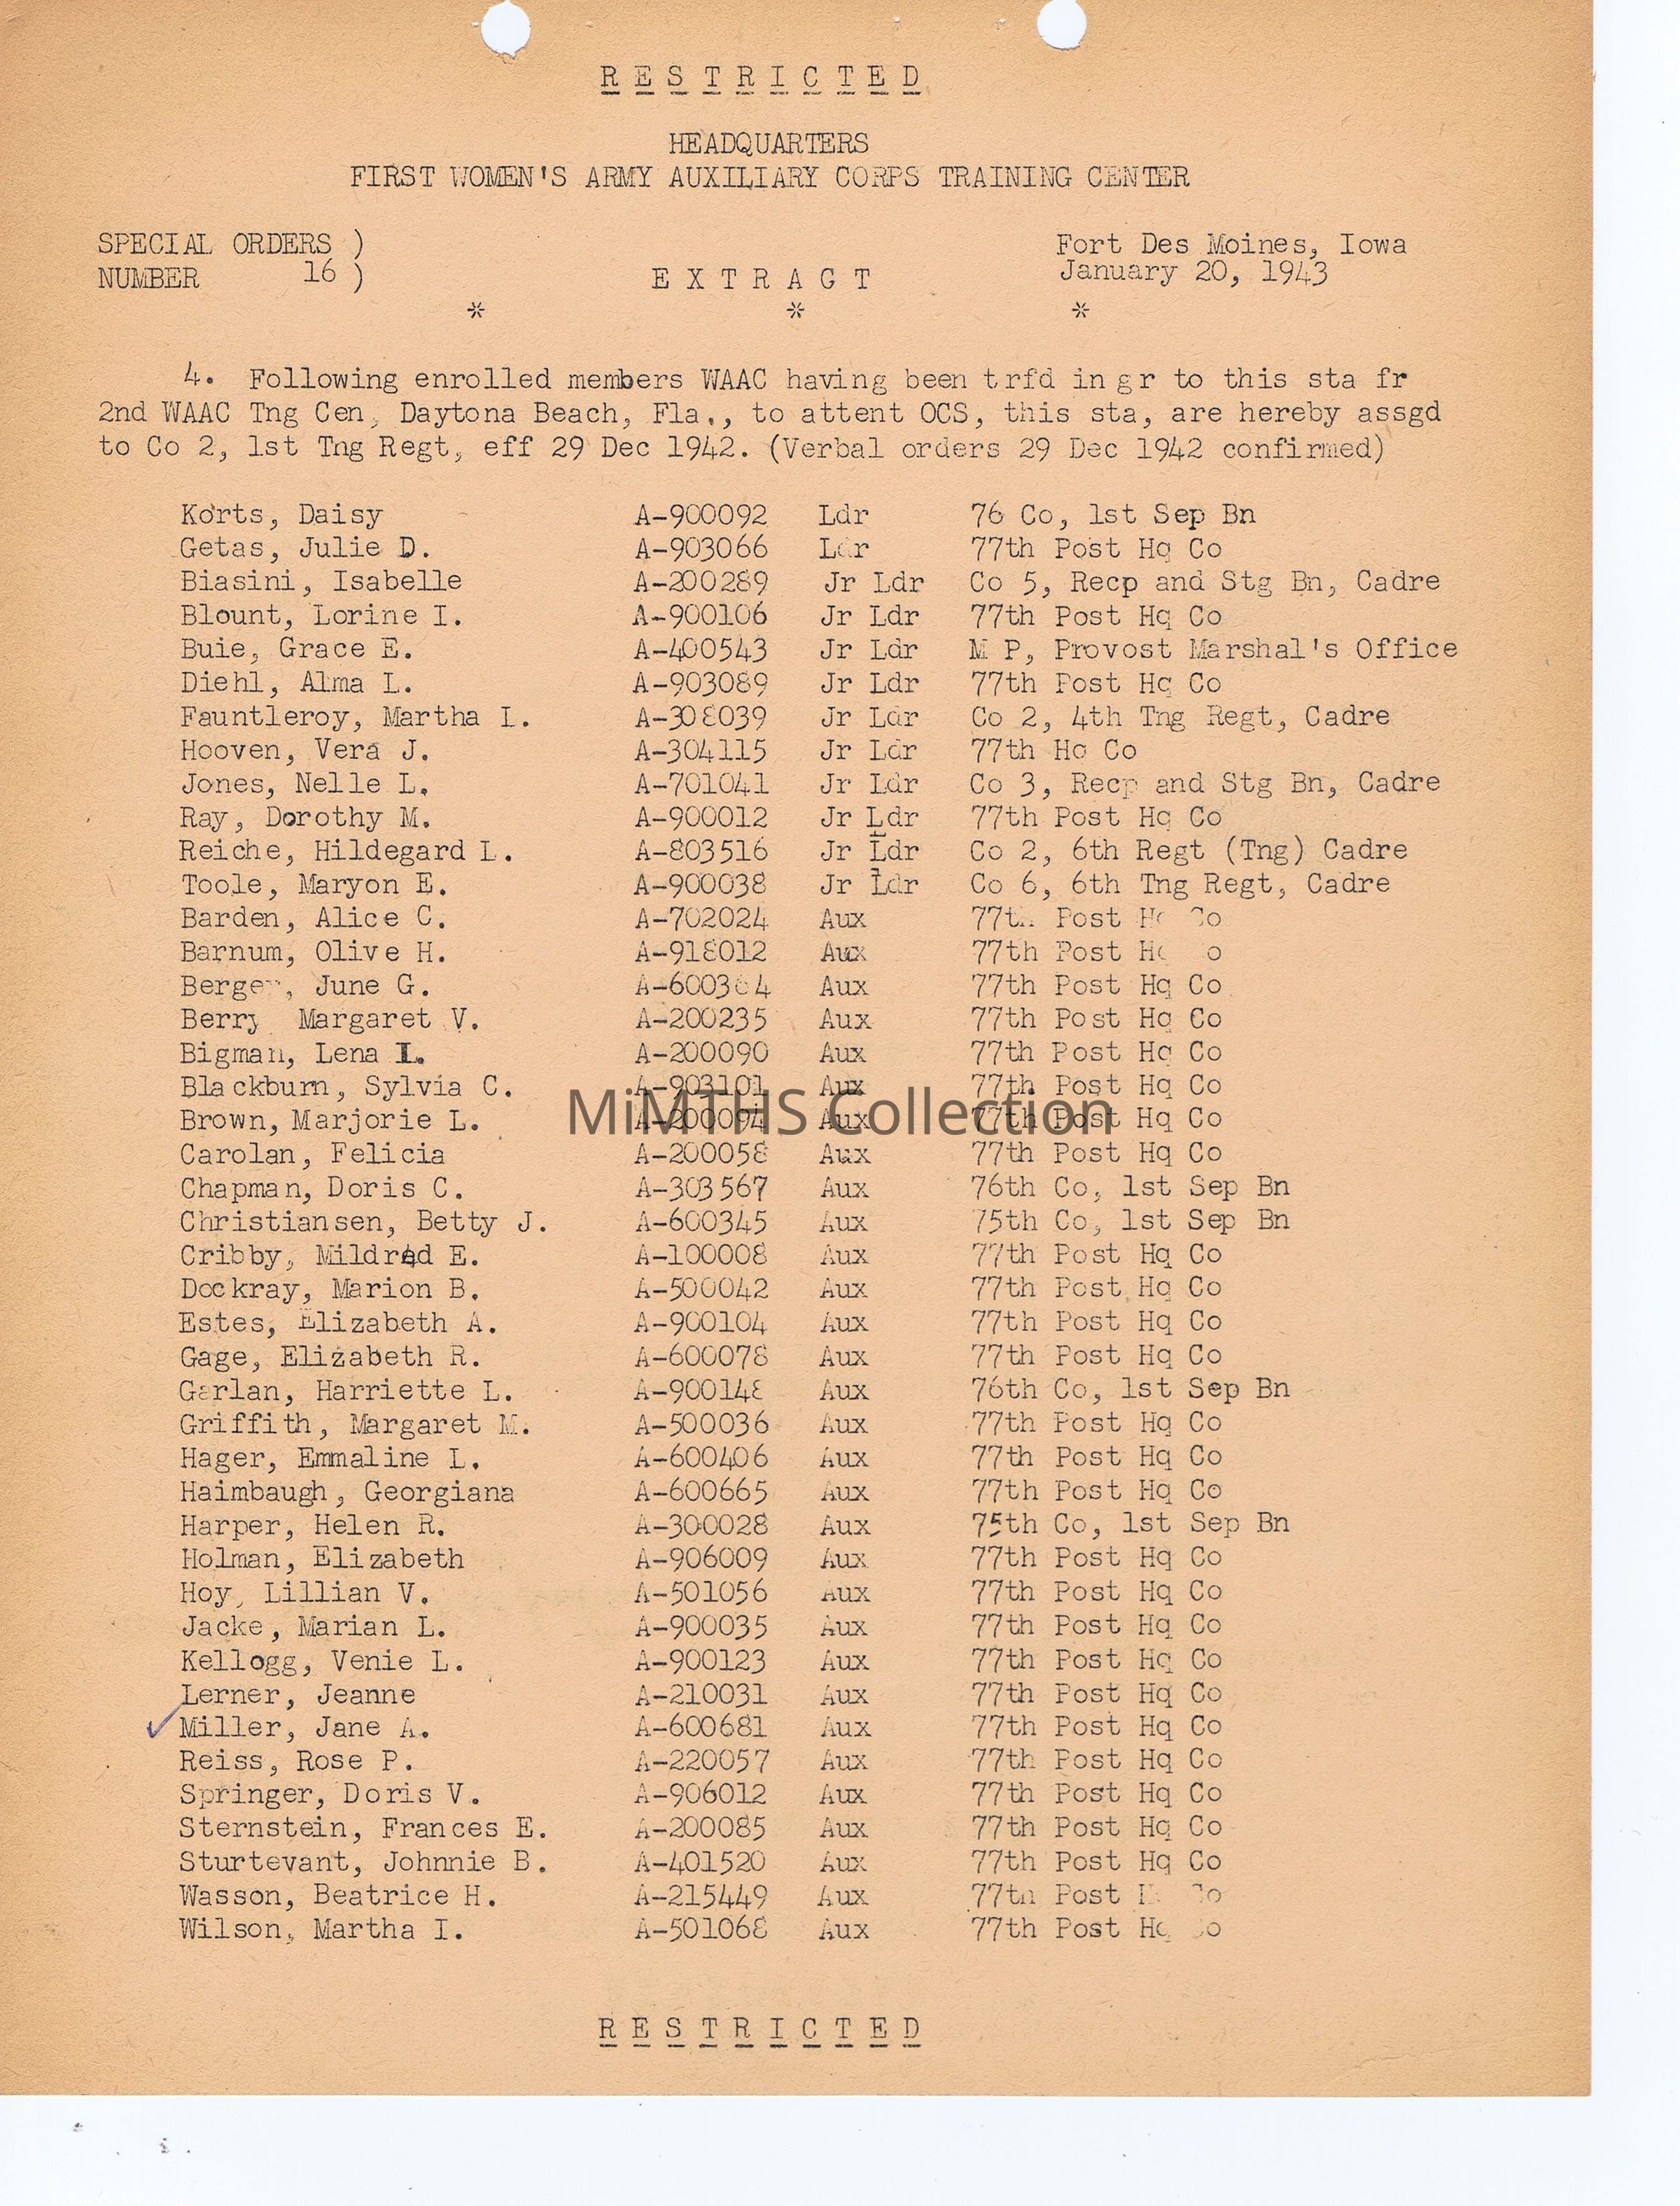 RESTRICTED
HEADQUARTERS
FIRST WOMEN'S ARMY AUXILIARY CORPS TRAINING CENTER
SPECIAL ORDERS ) Fort Des Moines, Iowa
NUMBER 16 ) EXTRAGT January 20, 1943
* * *
4. Following enrolled members WAAC having been trfd in gr to this sta fr
2nd WAAC Tng Cen, Daytona Beach, Fla., to attent OCS, this sta, are hereby assgd
to Co 2, 1st Tng Regt, eff 29 Dec 1942. (Verbal orders 29 Dec 1942 confirmed)
Korts, Daisy A-900092 Ldr 76 Co, 1st Sep Bn
Getas, Julie D. A-903066 Ldr 77th Post Hq Co
Biasini, Isabelle A-200289 Jr Ldr Co 5, Recp and Stg Bn, Cadre
Blount, Lorine I. A-900106 Jr Ldr 77th Post Hq Co
Buie, Grace E. A-400543 Jr Ldr M P, Provost Marshal's Office
Diehl, Alma L. A-903089 Jr Ldr 77th Post Hq Co
Fauntleroy, Martha I. A-308039 Jr Ldr Co 2, 4th Tng Regt, Cadre
Hooven, Vera J. A-304115 Jr Ldr 77th Hq Co
Jones, Nelle L. A-701041 Jr Ldr Co 3, Recp and Stg Bn, Cadre
Ray, Dorothy M. A-900012 Jr Ldr 77th Post Hq Co
Reiche, Hildegard L. A-803516 Jr Ldr Co 2, 6th Regt (Tng) Cadre
Toole, Maryon E. A-900038 Jr Ldr Co 6, 6th Tng Regt, Cadre
Barden, Alice C. A-702024 Aux 77th Post Hq Co
Barnum, Olive H. A-918012 Aux 77th Post Hq Co
Berger, June G. Aux 77th Post Hq Co
Berry Margaret V. A-200235 Aux 77th Post Hq Co
Bigman, Lena L. A-200090 Aux 77th Post Hq Co
Blackburn, Sylvia C. A-903101 Aux 77th Post Hq Co
Brown, Marjorie L. A-200094 Aux 77th Post Hq Co
MiMTHS Collection
Carolan, Felicia A-200058 Aux 77th Post Hq Co
Chapman, Doris C. A-303567 Aux 76th Co, 1st Sep Bn
Christiansen, Betty J. A-600345 Aux 75th Co, 1st Sep Bn
Cribby, Mildred E. A-100008 Aux 77th Post Hq Co
Dockray, Marion B. A-500042 Aux 77th Post Hq Co
Estes, Elizabeth A. A-900104 Aux 77th Post Hq Co
Gage, Elizabeth R. A-600078 Aux 77th Post Hq Co
Garlan, Harriette L. A-900148 Aux 76th Co, 1st Sep Bn
Griffith, Margaret M. A-500036 Aux 77th Post Hq Co
Hager, Emmaline L. A-600406 Aux 77th Post Hq Co
Haimbaugh, Georgiana A-600665 Aux 77th Post Hq Co
Harper, Helen R. A-300028 Aux 75th Co, 1st Sep Bn
Holman, Elizabeth A-906009 Aux 77th Post Hq Co
Hoy, Lillian V. A-501056 Aux 77th Post Hq Co
Jacke, Marian L. A-900035 Aux 77th Post Hq Co
Kellogg, Venie L. A-900123 Aux 77th Post Hq Co
Lerner, Jeanne A-210031 Aux 77th Post Hq Co
Miller, Jane A. A-600681 Aux 77th Post Hq Co
Reiss, Rose P. A-220057 Aux 77th Post Hq Co
Springer, Doris V. A-906012 Aux 77th Post Hq Co
Sternstein, Frances E. A-200085 Aux 77th Post Hq Co
Sturtevant, Johnnie B. A-401520 Aux 77th Post Hq Co
Wasson, Beatrice H. A-215449 Aux 77th Post Hq Co
Wilson, Martha I. A-501068 Aux 77th Post Hq Co
RESTRICTED